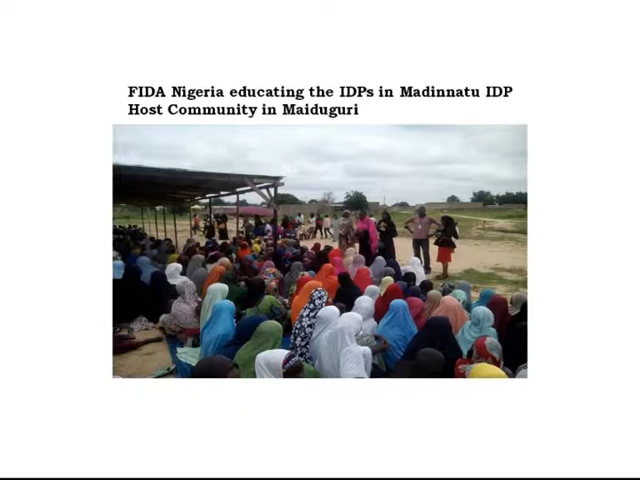 FIDA Nigeria educating the IDPs in Madinnatu IDP
Host Community in Maiduguri